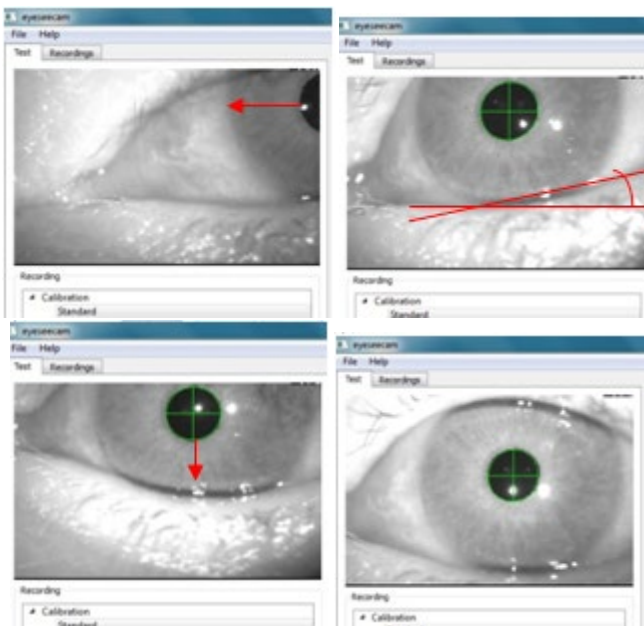 eyeseecam
File Help
Test Recordings
Recording
Calibration
Standard
eyeseecam
File Help
Test Recordings
Recording
Calibration
Standard
eyeseecam
File Help
Test Recordings
Recording
Calibration
Standard
eyeseecam
File Help
Test Recordings
Recording
Calibration